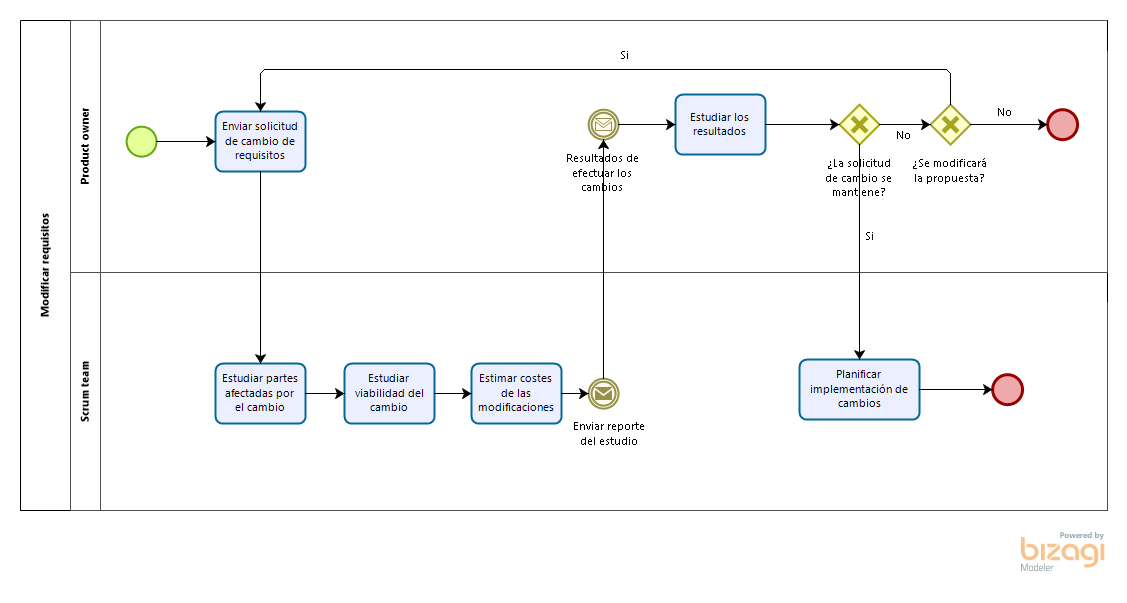 Modificar requisitos
Product owner
Si
Enviar solicitud
de cambio de
requisitos
Resultados de
efectuar los
cambios
Estudiar los
resultados
¿La solicitud
de cambio se
mantiene?
No
¿Se modificará
la propuesta?
No
Si
Scrum team
Estudiar partes
afectadas por
el cambio
Estudiar
viabilidad del
cambio
Estimar costes
de las
modificaciones
Enviar reporte
del estudio
Planificar
implementación de
cambios
Powered by
bizagi
Modeler